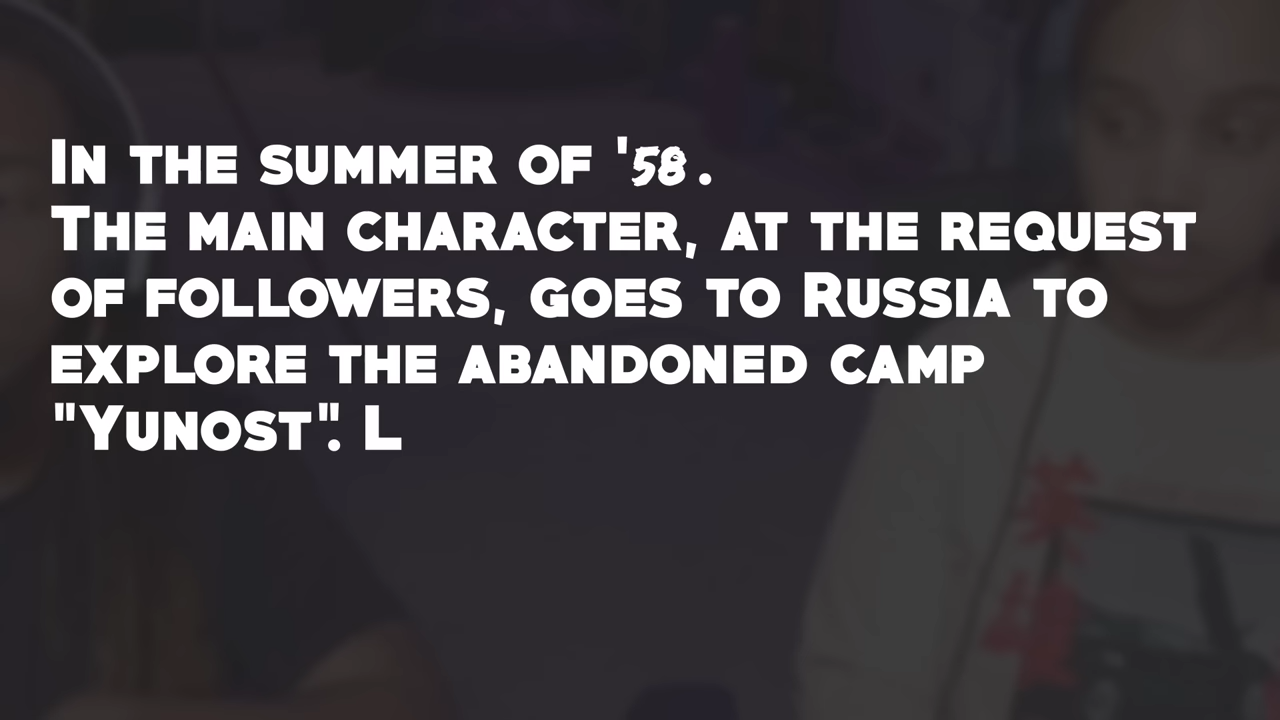 In the summer of '58.
The main character, at the request
of followers, goes to Russia to
explore the abandoned camp
"Yunost". L